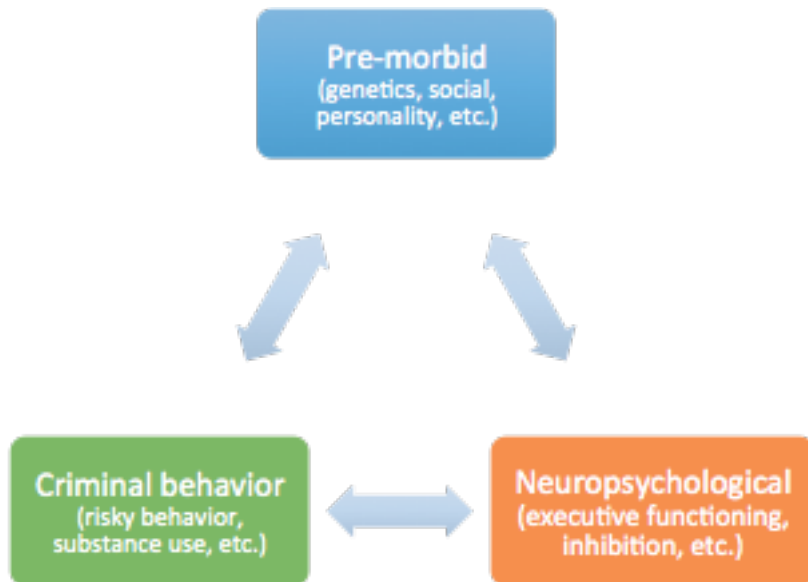 Pre-morbid
(genetics, social,
personality, etc.)
Criminal behavior
(risky behavior,
substance use, etc.)
Neuropsychological
(executive functioning,
inhibition, etc.)